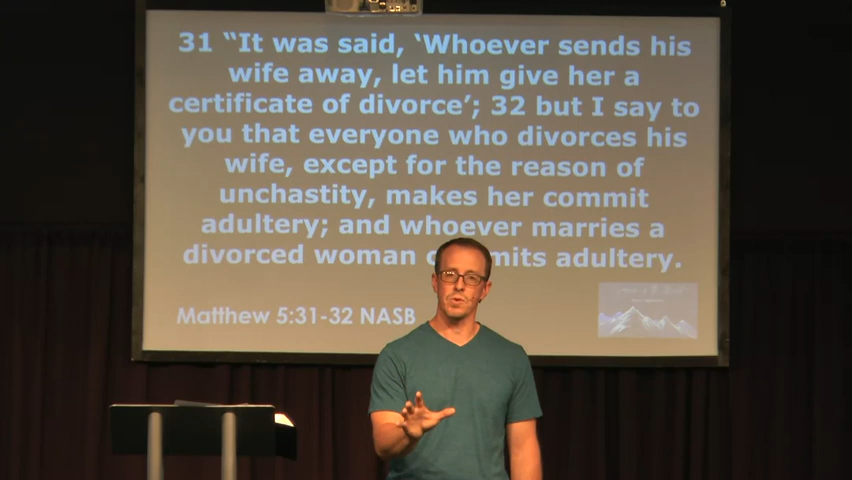 31 “It was said, ‘Whoever sends his
wife away, let him give her a
certificate of divorce’; 32 but I say to
you that everyone who divorces his
wife, except for the reason of
unchastity, makes her commit
adultery; and whoever marries a
divorced woman adultery.
Matthew 5:31-32 NASB